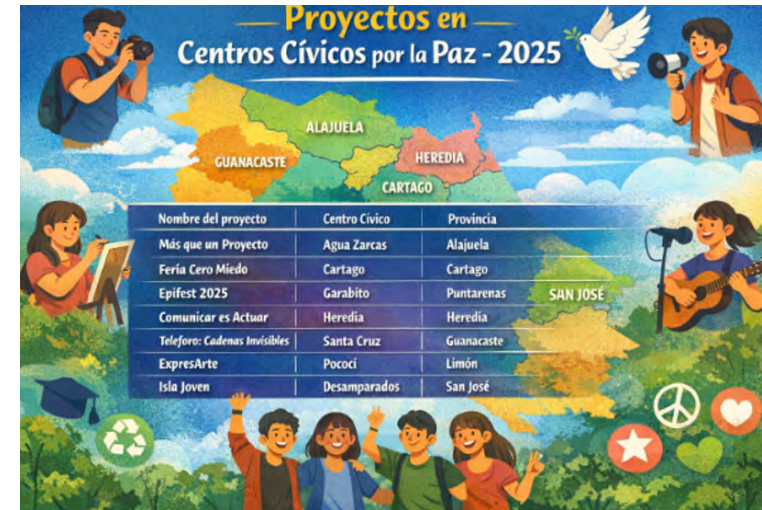 Proyectos en
Centros Cívicos por la Paz - 2025
ALAJUELA
GUANACASTE
HEREDIA
CARTAGO
Nombre del proyecto Centro Cívico Provincia
Más que un Proyecto Agua Zarcas Alajuela
Feria Cero Miedo Cartago Cartago
Epifest 2025 Garabito Puntarenas
SAN JOSÉ
Comunicar es Actuar Heredia Heredia
Teleforo: Cadenas Invisibles Santa Cruz Guanacaste
ExpresArte Pococí Limón
Isla Joven Desamparados San José